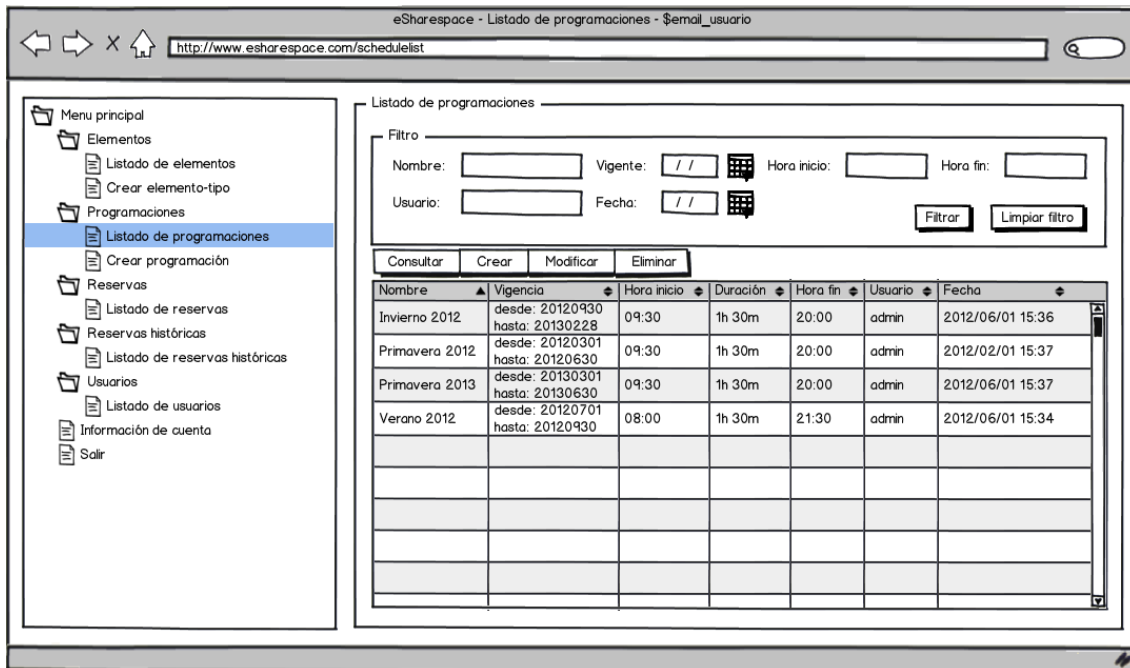 eSharespace - Listado de programaciones - $email_usuario
http://www.esharespace.com/schedulelist
Menu principal
Elementos
Listado de elementos
Crear elemento-tipo
Programaciones
Listado de programaciones
Crear programación
Reservas
Listado de reservas
Reservas históricas
Listado de reservas históricas
Usuarios
Listado de usuarios
Información de cuenta
Salir
Listado de programaciones
Filtro
Nombre: Vigente: / / Hora inicio: Hora fin:
Usuario: Fecha: / /
Filtrar Limpiar filtro
Consultar Crear Modificar Eliminar
Nombre Vigencia Hora inicio Duración Hora fin Usuario Fecha
Invierno 2012 desde: 20120930 hasta: 20130228 09:30 1h 30m 20:00 admin 2012/06/01 15:36
Primavera 2012 desde: 20120301 hasta: 20120630 09:30 1h 30m 20:00 admin 2012/02/01 15:37
Primavera 2013 desde: 20130301 hasta: 20130630 09:30 1h 30m 20:00 admin 2012/06/01 15:37
Verano 2012 desde: 20120701 hasta: 20120930 08:00 1h 30m 21:30 admin 2012/06/01 15:34